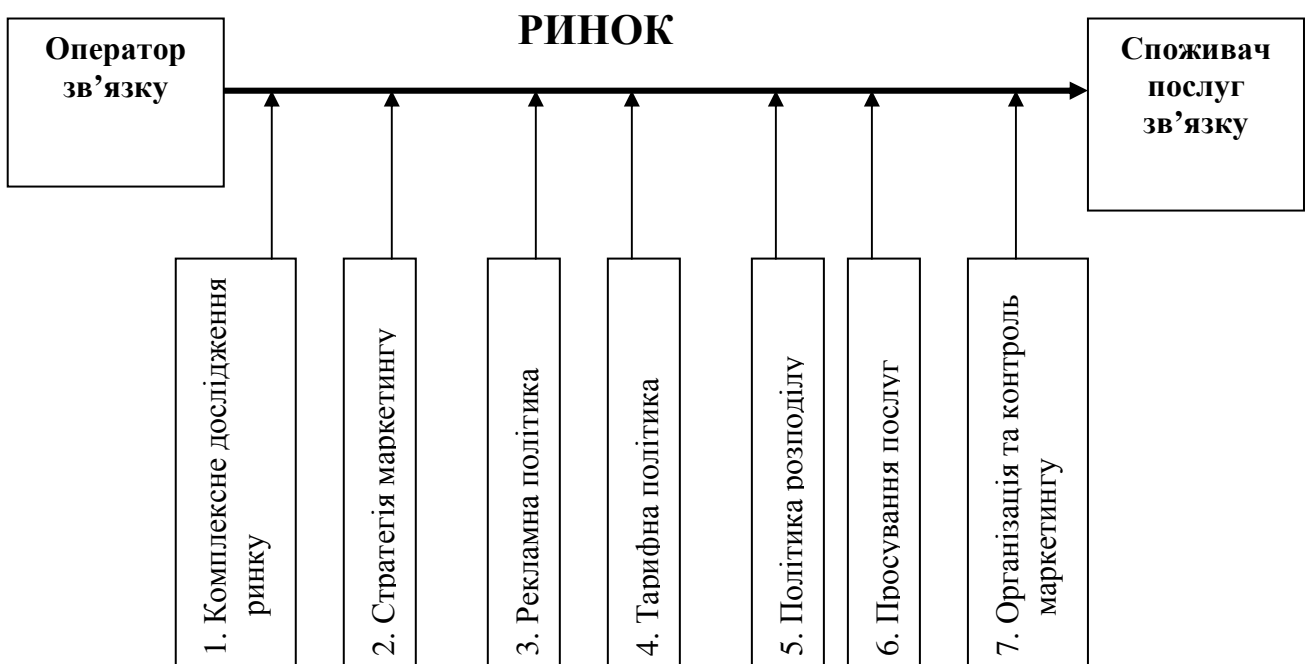 РИНОК
Оператор
зв’язку
Споживач
послуг
зв’язку
1. Комплексне дослідження
ринку
2. Стратегія маркетингу
3. Рекламна політика
4. Тарифна політика
5. Політика розподілу
6. Просування послуг
7. Організація та контроль
маркетингу